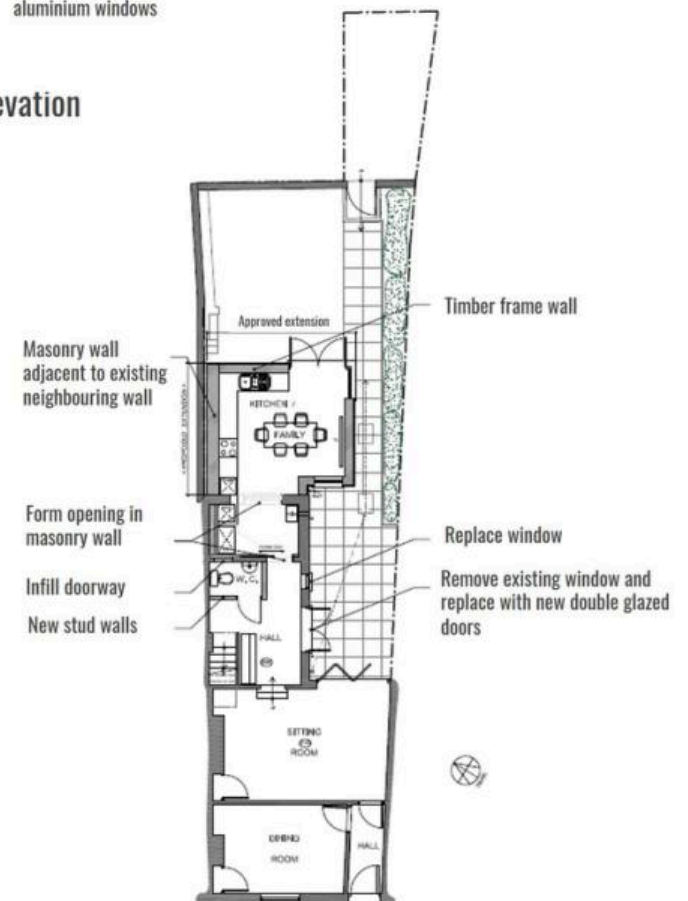 aluminium windows
evation
Timber frame wall
Approved extension
Masonry wall
adjacent to existing
neighbouring wall
KITCHEN /
FAMILY
Form opening in
masonry wall
Replace window
Infill doorway
W.C.
Remove existing window and
replace with new double glazed
doors
New stud walls
HALL
SITTING
ROOM
DINING
ROOM
HALL